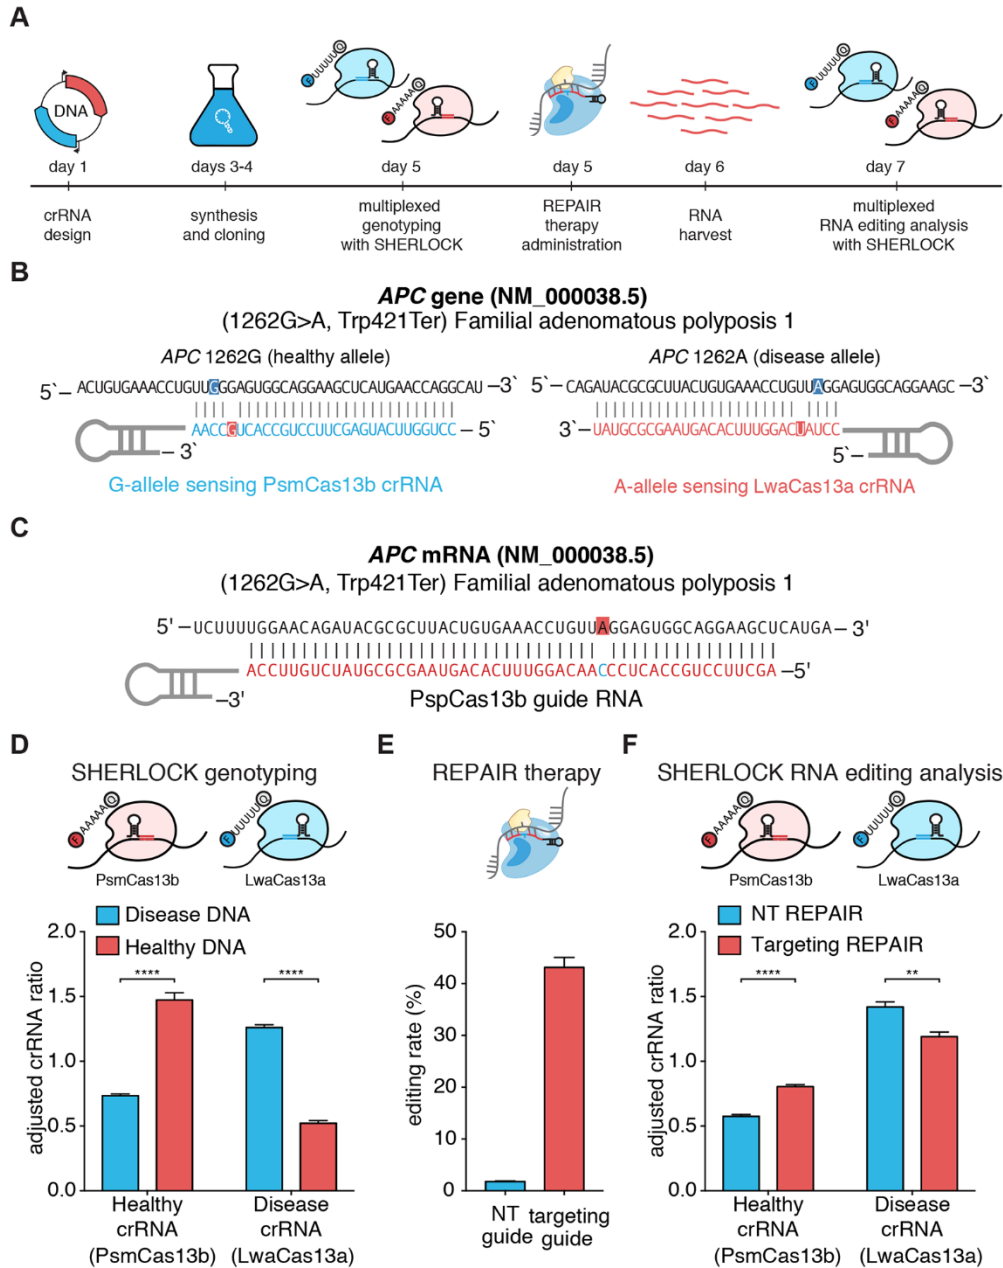 A
DNA
F UUUUU Q
F AAAAA Q
F UUUUU Q
F AAAAA Q
day 1
days 3-4
day 5
day 5
day 6
day 7
crRNA
design
synthesis
and cloning
multiplexed
genotyping
with SHERLOCK
REPAIR
therapy
administration
RNA
harvest
multiplexed
RNA editing analysis
with SHERLOCK
B
APC gene (NM_000038.5)
(1262G>A, Trp421Ter) Familial adenomatous polyposis 1
APC 1262G (healthy allele)
5`– ACUGUGAAACCUGUUGGGAGUGGCAGGAAGCUCAUGAACCAGGCAU –3`
AACCGUCACCGUCCUUCGAGUACUUGGUCC – 5`
– 3`
G-allele sensing PsmCas13b crRNA
APC 1262A (disease allele)
5`– CAGAUACGCGCUUACUGUGAAACCUGUUAGGAGUGGCAGGAAGC –3`
3`– UAUGCGCGAAUGACACUUUGGACUAUCC
5`–
A-allele sensing LwaCas13a crRNA
C
APC mRNA (NM_000038.5)
(1262G>A, Trp421Ter) Familial adenomatous polyposis 1
5' –UCUUUUGGAACAGAUACGCGCUUACUGUGAAACCUGUUAGGAGUGGCAGGAAGCUCAUGA– 3'
ACCUUGUCUAUGCGCGAAUGACACUUUGGACAACCCUCACCGUCCUUCGA –5'
–3'
PspCas13b guide RNA
D
SHERLOCK genotyping
F AAAAA Q
F UUUUU Q
PsmCas13b
LwaCas13a
Disease DNA
Healthy DNA
adjusted crRNA ratio
2.0
1.5
1.0
0.5
0.0
****
****
Healthy
crRNA
(PsmCas13b)
Disease
crRNA
(LwaCas13a)
E
REPAIR therapy
editing rate (%)
50
40
30
20
10
0
NT
guide
targeting
guide
F
SHERLOCK RNA editing analysis
F AAAAA Q
F UUUUU Q
PsmCas13b
LwaCas13a
NT REPAIR
Targeting REPAIR
adjusted crRNA ratio
2.0
1.5
1.0
0.5
0.0
****
**
Healthy
crRNA
(PsmCas13b)
Disease
crRNA
(LwaCas13a)